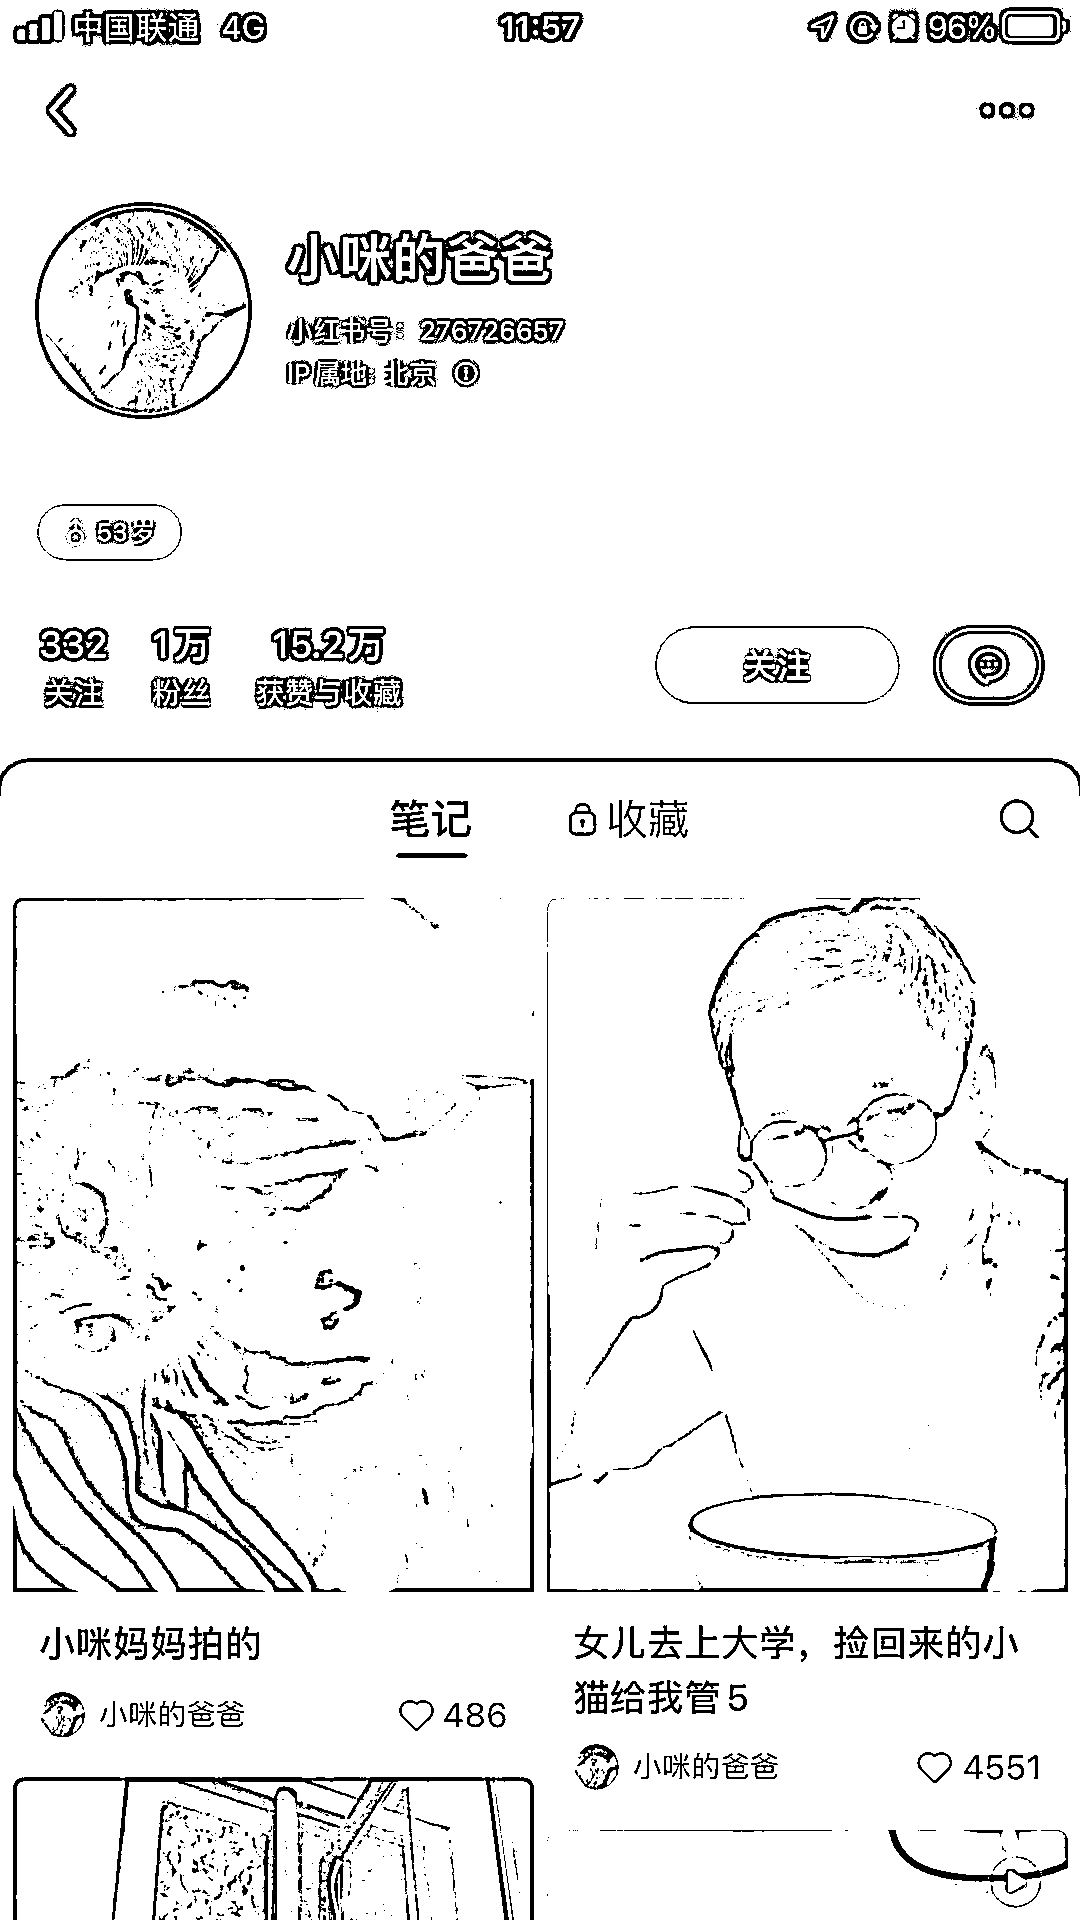 中国联通 4G 11:57 96%
小咪的爸爸
小红书号: 276726657
IP属地: 北京
53岁
332 1万 15.2万
关注 粉丝 获赞与收藏 关注
笔记 收藏
小咪妈妈拍的
小咪的爸爸 486
女儿去上大学，捡回来的小
猫给我管5
小咪的爸爸 4551